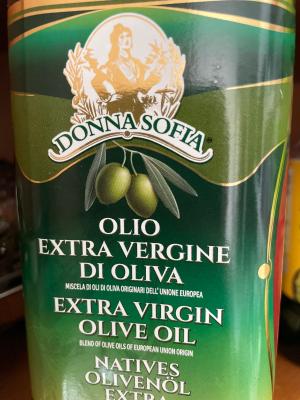 DONNA SOFIA
OLIO
EXTRA VERGINE
DI OLIVA
MISCELA DI OLI DI OLIVA ORIGINARI DELL'UNIONE EUROPEA
EXTRA VIRGIN
OLIVE OIL
BLEND OF OLIVE OILS OF EUROPEAN UNION ORIGIN
NATIVES
OLIVENÖL
EXTRA